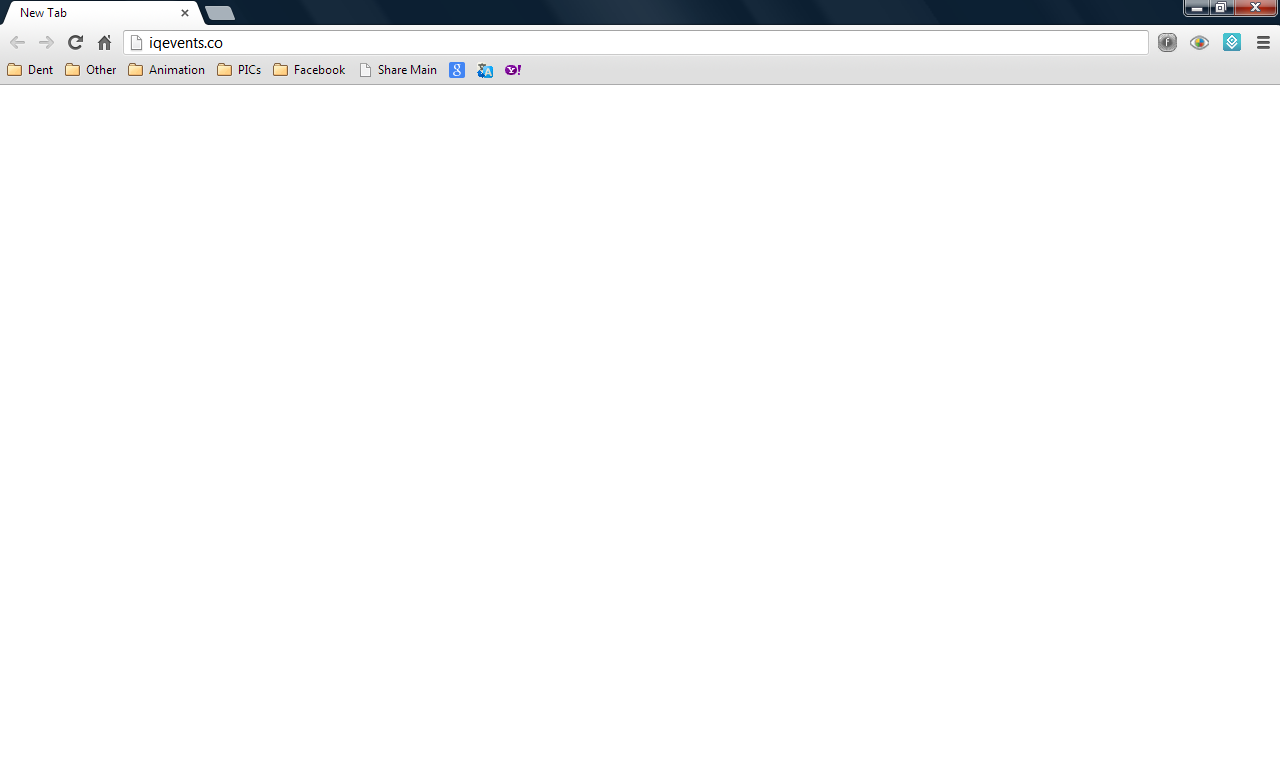 New Tab
iqevents.co
Dent Other Animation PICs Facebook Share Main